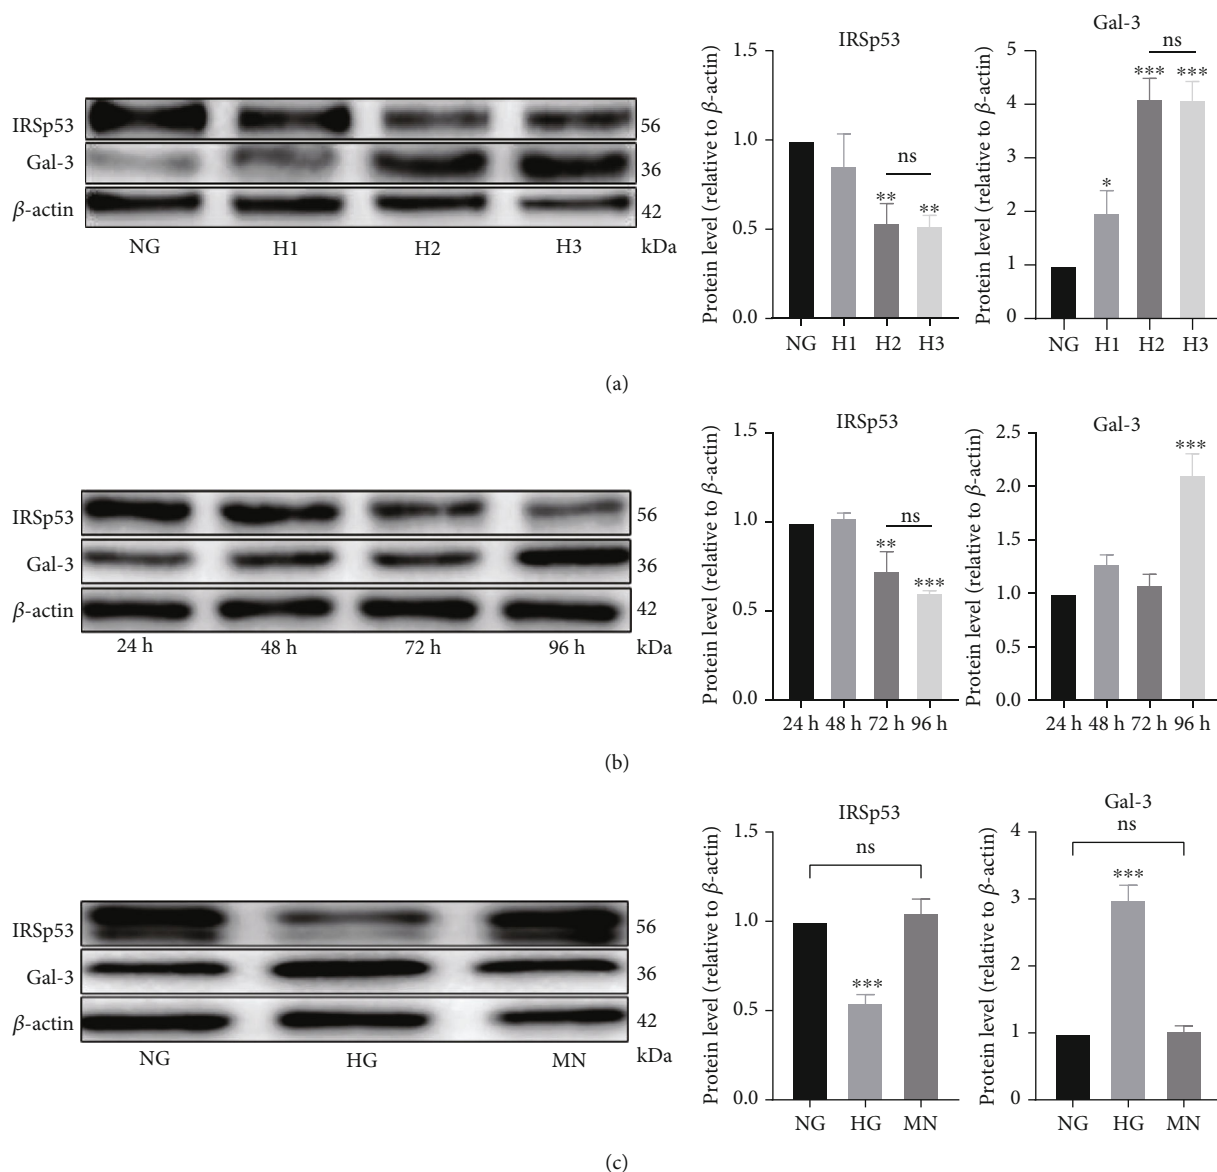 IRSp53
Gal-3
β-actin
56
36
42
NG H1 H2 H3 kDa
IRSp53
Protein level (relative to β-actin)
1.5
1.0
0.5
0.0
ns
** **
NG H1 H2 H3
Gal-3
Protein level (relative to β-actin)
5
4
3
2
1
0
ns
* *** ***
NG H1 H2 H3
(a)
IRSp53
Gal-3
β-actin
56
36
42
24 h 48 h 72 h 96 h kDa
IRSp53
Protein level (relative to β-actin)
1.5
1.0
0.5
0.0
ns
** ***
24 h 48 h 72 h 96 h
Gal-3
Protein level (relative to β-actin)
2.5
2.0
1.5
1.0
0.5
0.0
***
24 h 48 h 72 h 96 h
(b)
IRSp53
Gal-3
β-actin
56
36
42
NG HG MN kDa
IRSp53
Protein level (relative to β-actin)
1.5
1.0
0.5
0.0
ns
***
NG HG MN
Gal-3
Protein level (relative to β-actin)
4
3
2
1
0
ns
***
NG HG MN
(c)